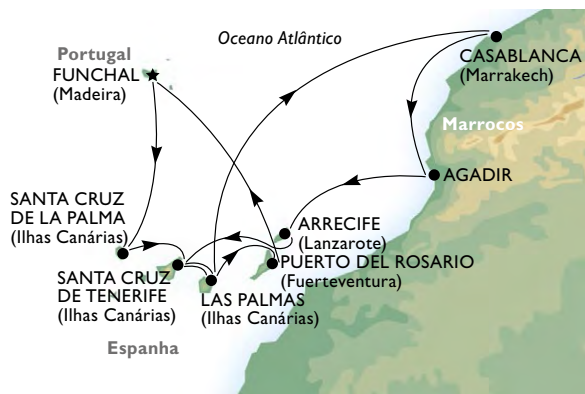 Oceano Atlântico
Portugal
FUNCHAL
(Madeira)
CASABLANCA
(Marrakech)
Marrocos
AGADIR
SANTA CRUZ
DE LA PALMA
(Ilhas Canárias)
ARRECIFE
(Lanzarote)
PUERTO DEL ROSARIO
(Fuerteventura)
SANTA CRUZ
DE TENERIFE
(Ilhas Canárias)
LAS PALMAS
(Ilhas Canárias)
Espanha